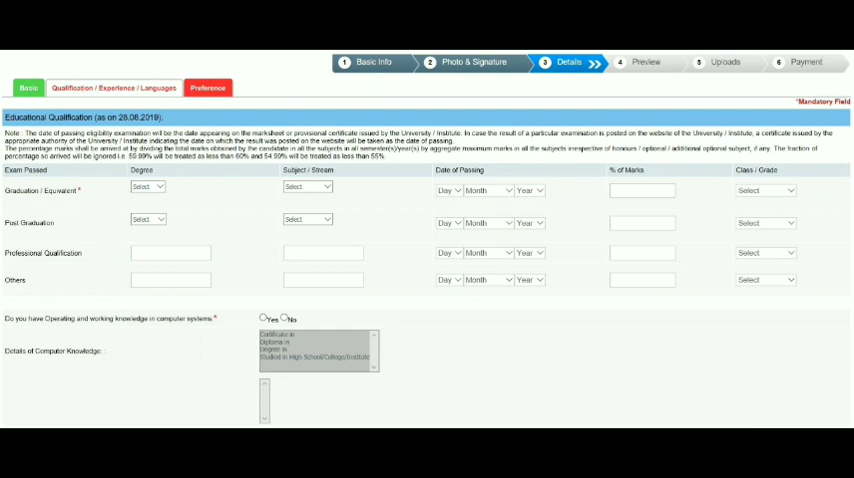 1 Basic Info 2 Photo & Signature 3 Details 4 Preview 5 Uploads 6 Payment
Basic Qualification / Experience / Languages Preference
*Mandatory Field
Educational Qualification (as on 28.08.2019):
Note : The date of passing eligibility examination will be the date appearing on the marksheet or provisional certificate issued by the University / Institute. In case the result of a particular examination is posted on the website of the University / Institute, a certificate issued by the
appropriate authority of the University / Institute indicating the date on which the result was posted on the website will be taken as the date of passing.
The percentage marks shall be arrived at by dividing the total marks obtained by the candidate in all the subjects in all semester(s)/year(s) by aggregate maximum marks in all the subjects irrespective of honours / optional / additional optional subject, if any. The fraction of
percentage so arrived will be ignored i.e. 59.99% will be treated as less than 60% and 54.99% will be treated as less than 55%.
Exam Passed Degree Subject / Stream Date of Passing % of Marks Class / Grade
Graduation / Equivalent * Select Select Day Month Year Select
Post Graduation Select Select Day Month Year Select
Professional Qualification Day Month Year Select
Others Day Month Year Select
Do you have Operating and working knowledge in computer systems.* Yes No
Certificate in
Diploma in
Degree in
Studied in High School/College/Institute
Details of Computer Knowledge: :